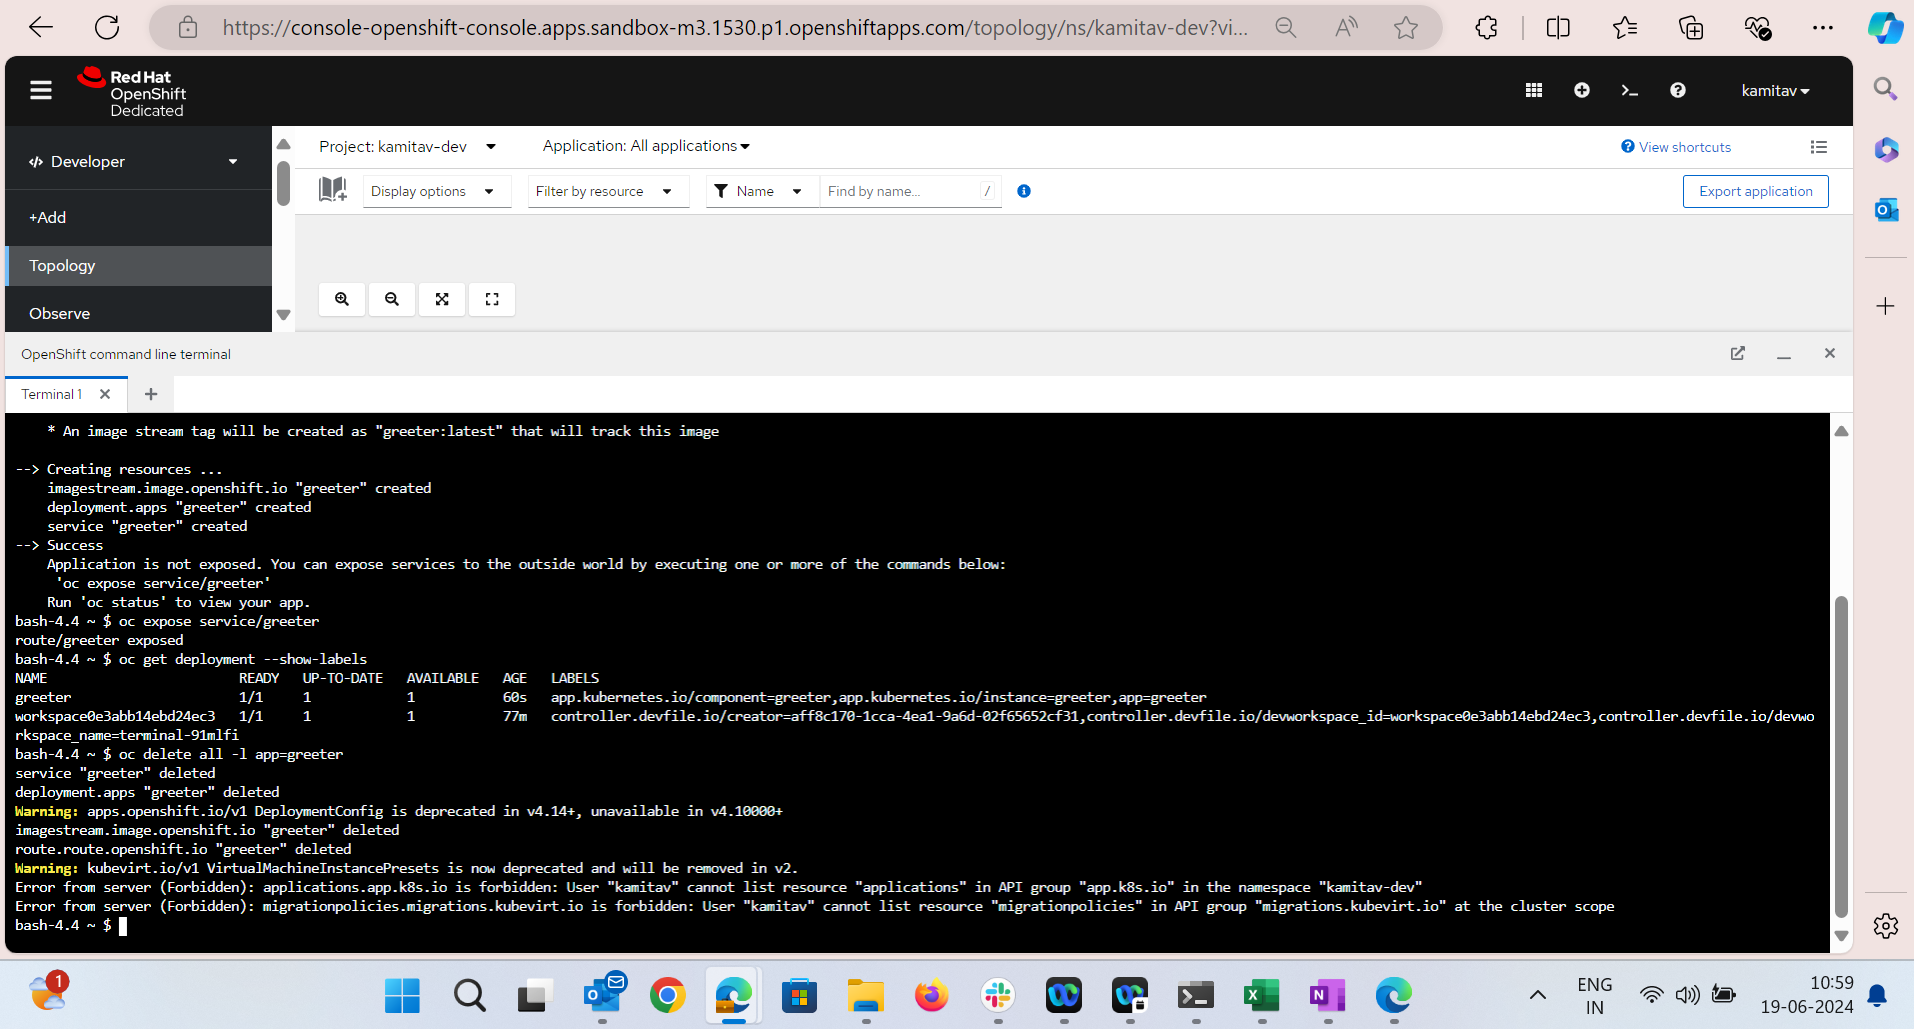 https://console-openshift-console.apps.sandbox-m3.1530.p1.openshiftapps.com/topology/ns/kamitav-dev?vi...
Red Hat
OpenShift
Dedicated
kamitav
Developer
Project: kamitav-dev
Application: All applications
View shortcuts
Display options
Filter by resource
Name
Find by name...
/
Export application
+Add
Topology
Observe
OpenShift command line terminal
Terminal 1
* An image stream tag will be created as "greeter:latest" that will track this image
--> Creating resources ...
imagestream.image.openshift.io "greeter" created
deployment.apps "greeter" created
service "greeter" created
--> Success
Application is not exposed. You can expose services to the outside world by executing one or more of the commands below:
'oc expose service/greeter'
Run 'oc status' to view your app.
bash-4.4 ~ $ oc expose service/greeter
route/greeter exposed
bash-4.4 ~ $ oc get deployment --show-labels
NAME READY UP-TO-DATE AVAILABLE AGE LABELS
greeter 1/1 1 1 60s app.kubernetes.io/component=greeter,app.kubernetes.io/instance=greeter,app=greeter
workspace0e3abb14ebd24ec3 1/1 1 1 77m controller.devfile.io/creator=aff8c170-1cca-4ea1-9a6d-02f65652cf31,controller.devfile.io/devworkspace_id=workspace0e3abb14ebd24ec3,controller.devfile.io/devwo
rkspace_name=terminal-91mlfi
bash-4.4 ~ $ oc delete all -l app=greeter
service "greeter" deleted
deployment.apps "greeter" deleted
Warning: apps.openshift.io/v1 DeploymentConfig is deprecated in v4.14+, unavailable in v4.10000+
imagestream.image.openshift.io "greeter" deleted
route.route.openshift.io "greeter" deleted
Warning: kubevirt.io/v1 VirtualMachineInstancePresets is now deprecated and will be removed in v2.
Error from server (Forbidden): applications.app.k8s.io is forbidden: User "kamitav" cannot list resource "applications" in API group "app.k8s.io" in the namespace "kamitav-dev"
Error from server (Forbidden): migrationpolicies.migrations.kubevirt.io is forbidden: User "kamitav" cannot list resource "migrationpolicies" in API group "migrations.kubevirt.io" at the cluster scope
bash-4.4 ~ $
1
ENG
IN
10:59
19-06-2024